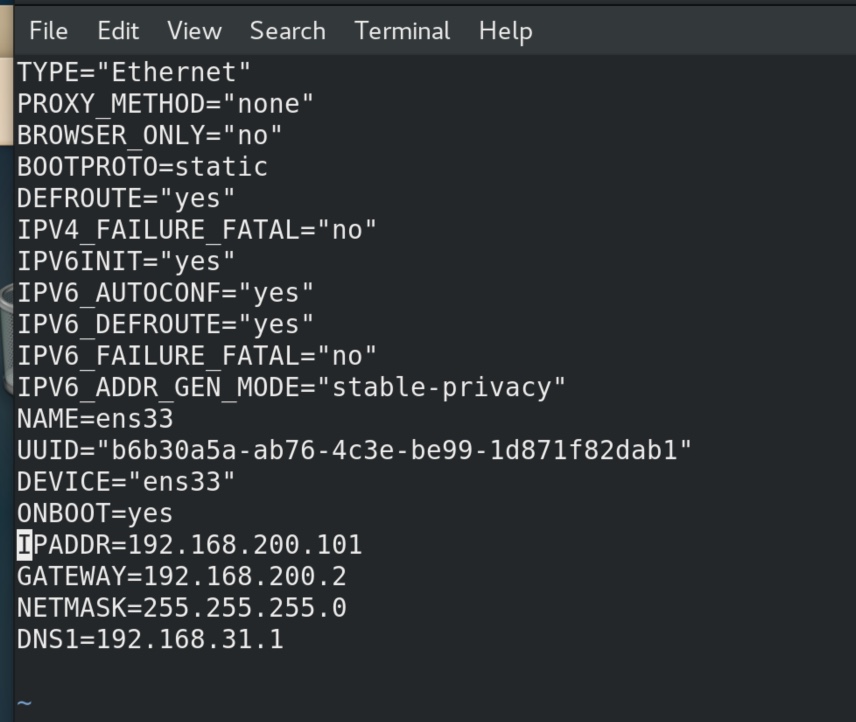 File Edit View Search Terminal Help
TYPE="Ethernet"
PROXY_METHOD="none"
BROWSER_ONLY="no"
BOOTPROTO=static
DEFROUTE="yes"
IPV4_FAILURE_FATAL="no"
IPV6INIT="yes"
IPV6_AUTOCONF="yes"
IPV6_DEFROUTE="yes"
IPV6_FAILURE_FATAL="no"
IPV6_ADDR_GEN_MODE="stable-privacy"
NAME=ens33
UUID="b6b30a5a-ab76-4c3e-be99-1d871f82dab1"
DEVICE="ens33"
ONBOOT=yes
IPADDR=192.168.200.101
GATEWAY=192.168.200.2
NETMASK=255.255.255.0
DNS1=192.168.31.1
~